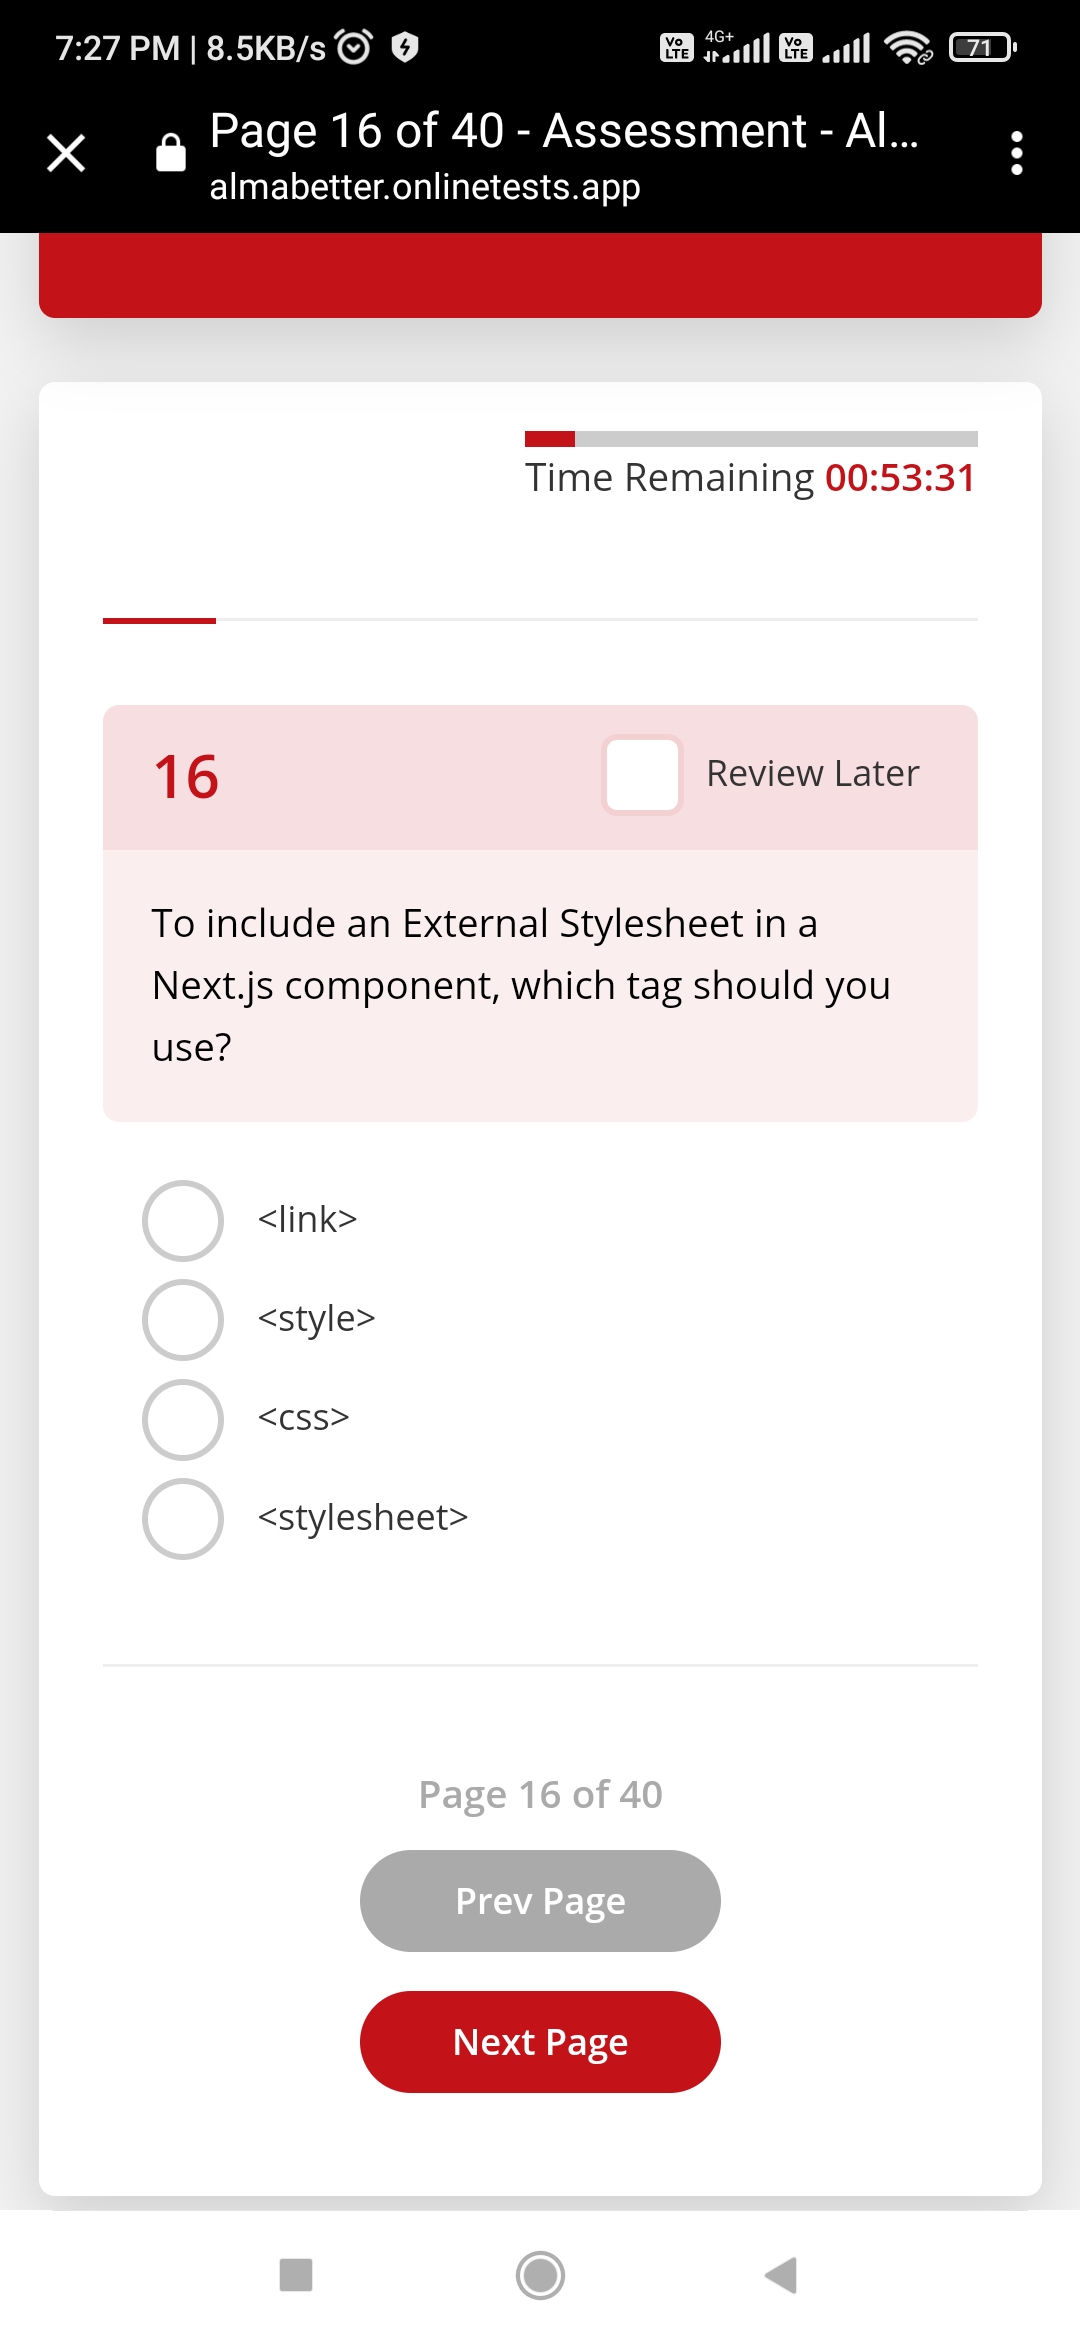 7:27 PM | 8.5KB/s
Vo LTE 4G+ Vo LTE 71
Page 16 of 40 - Assessment - Al...
almabetter.onlinetests.app
Time Remaining 00:53:31
16
Review Later
To include an External Stylesheet in a
Next.js component, which tag should you
use?
<link>
<style>
<css>
<stylesheet>
Page 16 of 40
Prev Page
Next Page